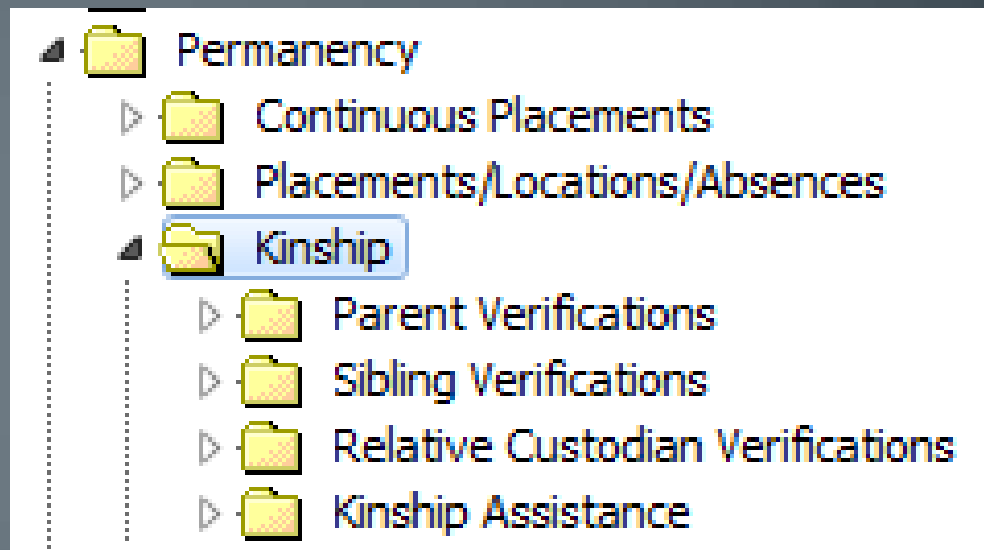 Permanency
Continuous Placements
Placements/Locations/Absences
Kinship
Parent Verifications
Sibling Verifications
Relative Custodian Verifications
Kinship Assistance